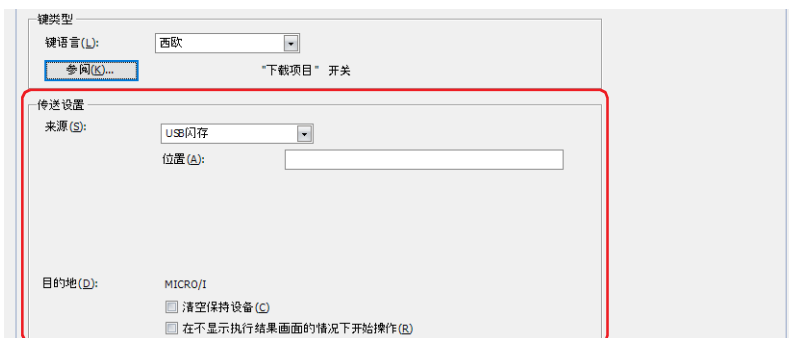 键类型
键语言(L): 西欧
参阅(K)... "下载项目" 开关
传送设置
来源(S): USB闪存
位置(A):
目的地(D): MICRO/I
清空保持设备(C)
在不显示执行结果画面的情况下开始操作(R)